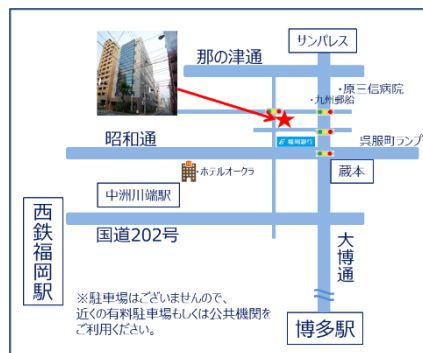 サンパレス
那の津通
・原三信病院
・九州郵船
昭和通
呉服町ランプ
福岡銀行
・ホテルオークラ
蔵本
中洲川端駅
西鉄福岡駅
国道202号
大博通
※駐車場はございませんので、
近くの有料駐車場もしくは公共機関を
ご利用ください。
博多駅